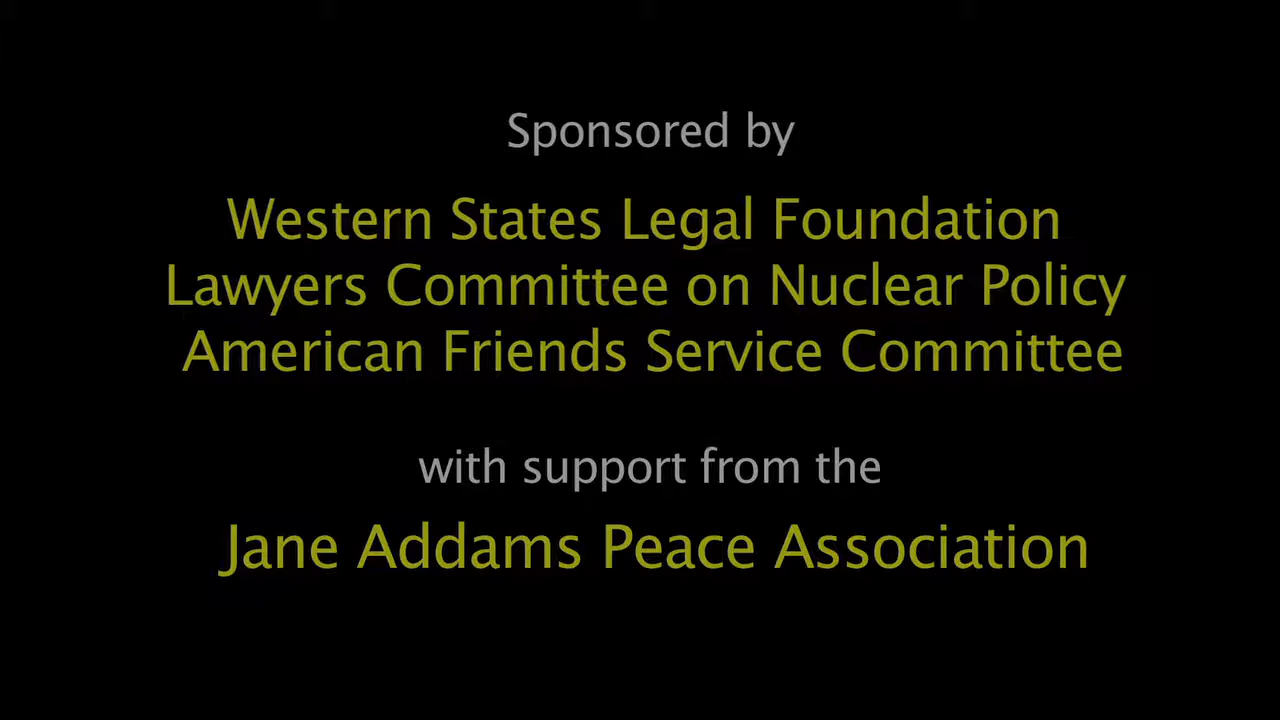 Sponsored by
Western States Legal Foundation
Lawyers Committee on Nuclear Policy
American Friends Service Committee
with support from the
Jane Addams Peace Association